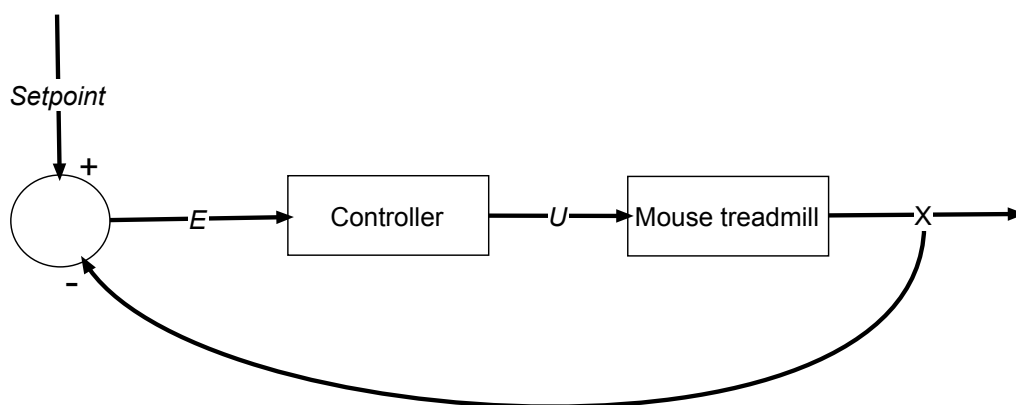 Setpoint
+
E
Controller
U
Mouse treadmill
X
-